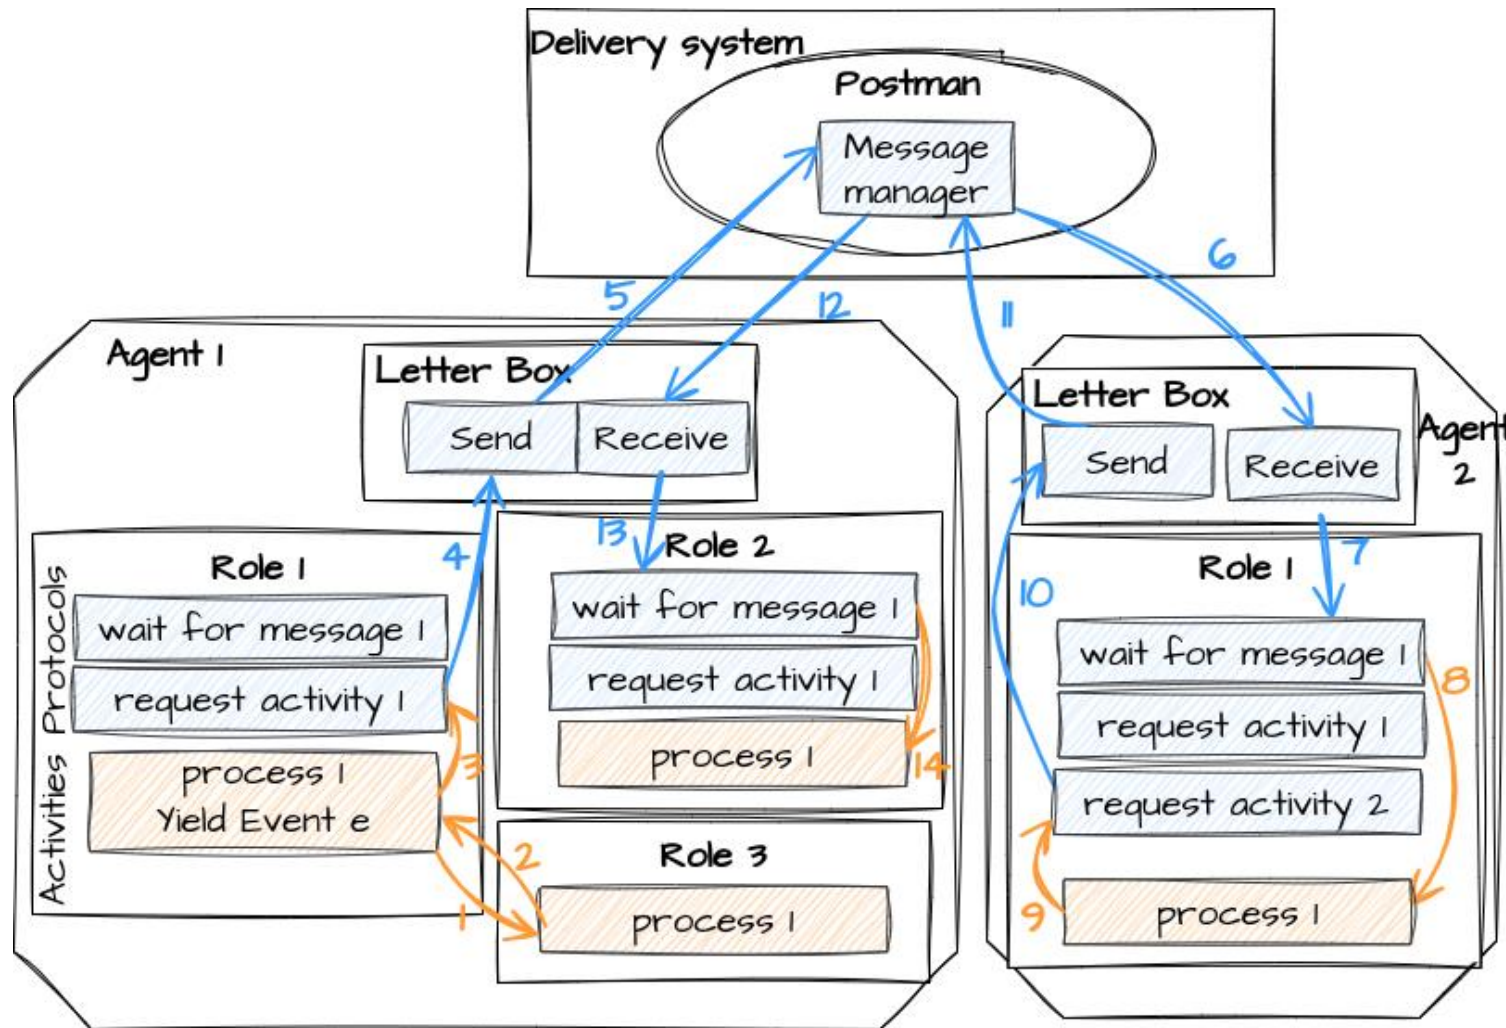 Delivery system
Postman
Message
manager
5
12
11
6
Agent 1
Letter Box
Send
Receive
Letter Box
Send
Receive
Agent
2
4
13
Role 1
wait for message 1
request activity 1
process 1
Yield Event e
Protocols
Activities
3
2
1
Role 2
wait for message 1
request activity 1
process 1
14
Role 3
process 1
10
7
Role 1
wait for message 1
request activity 1
request activity 2
process 1
8
9